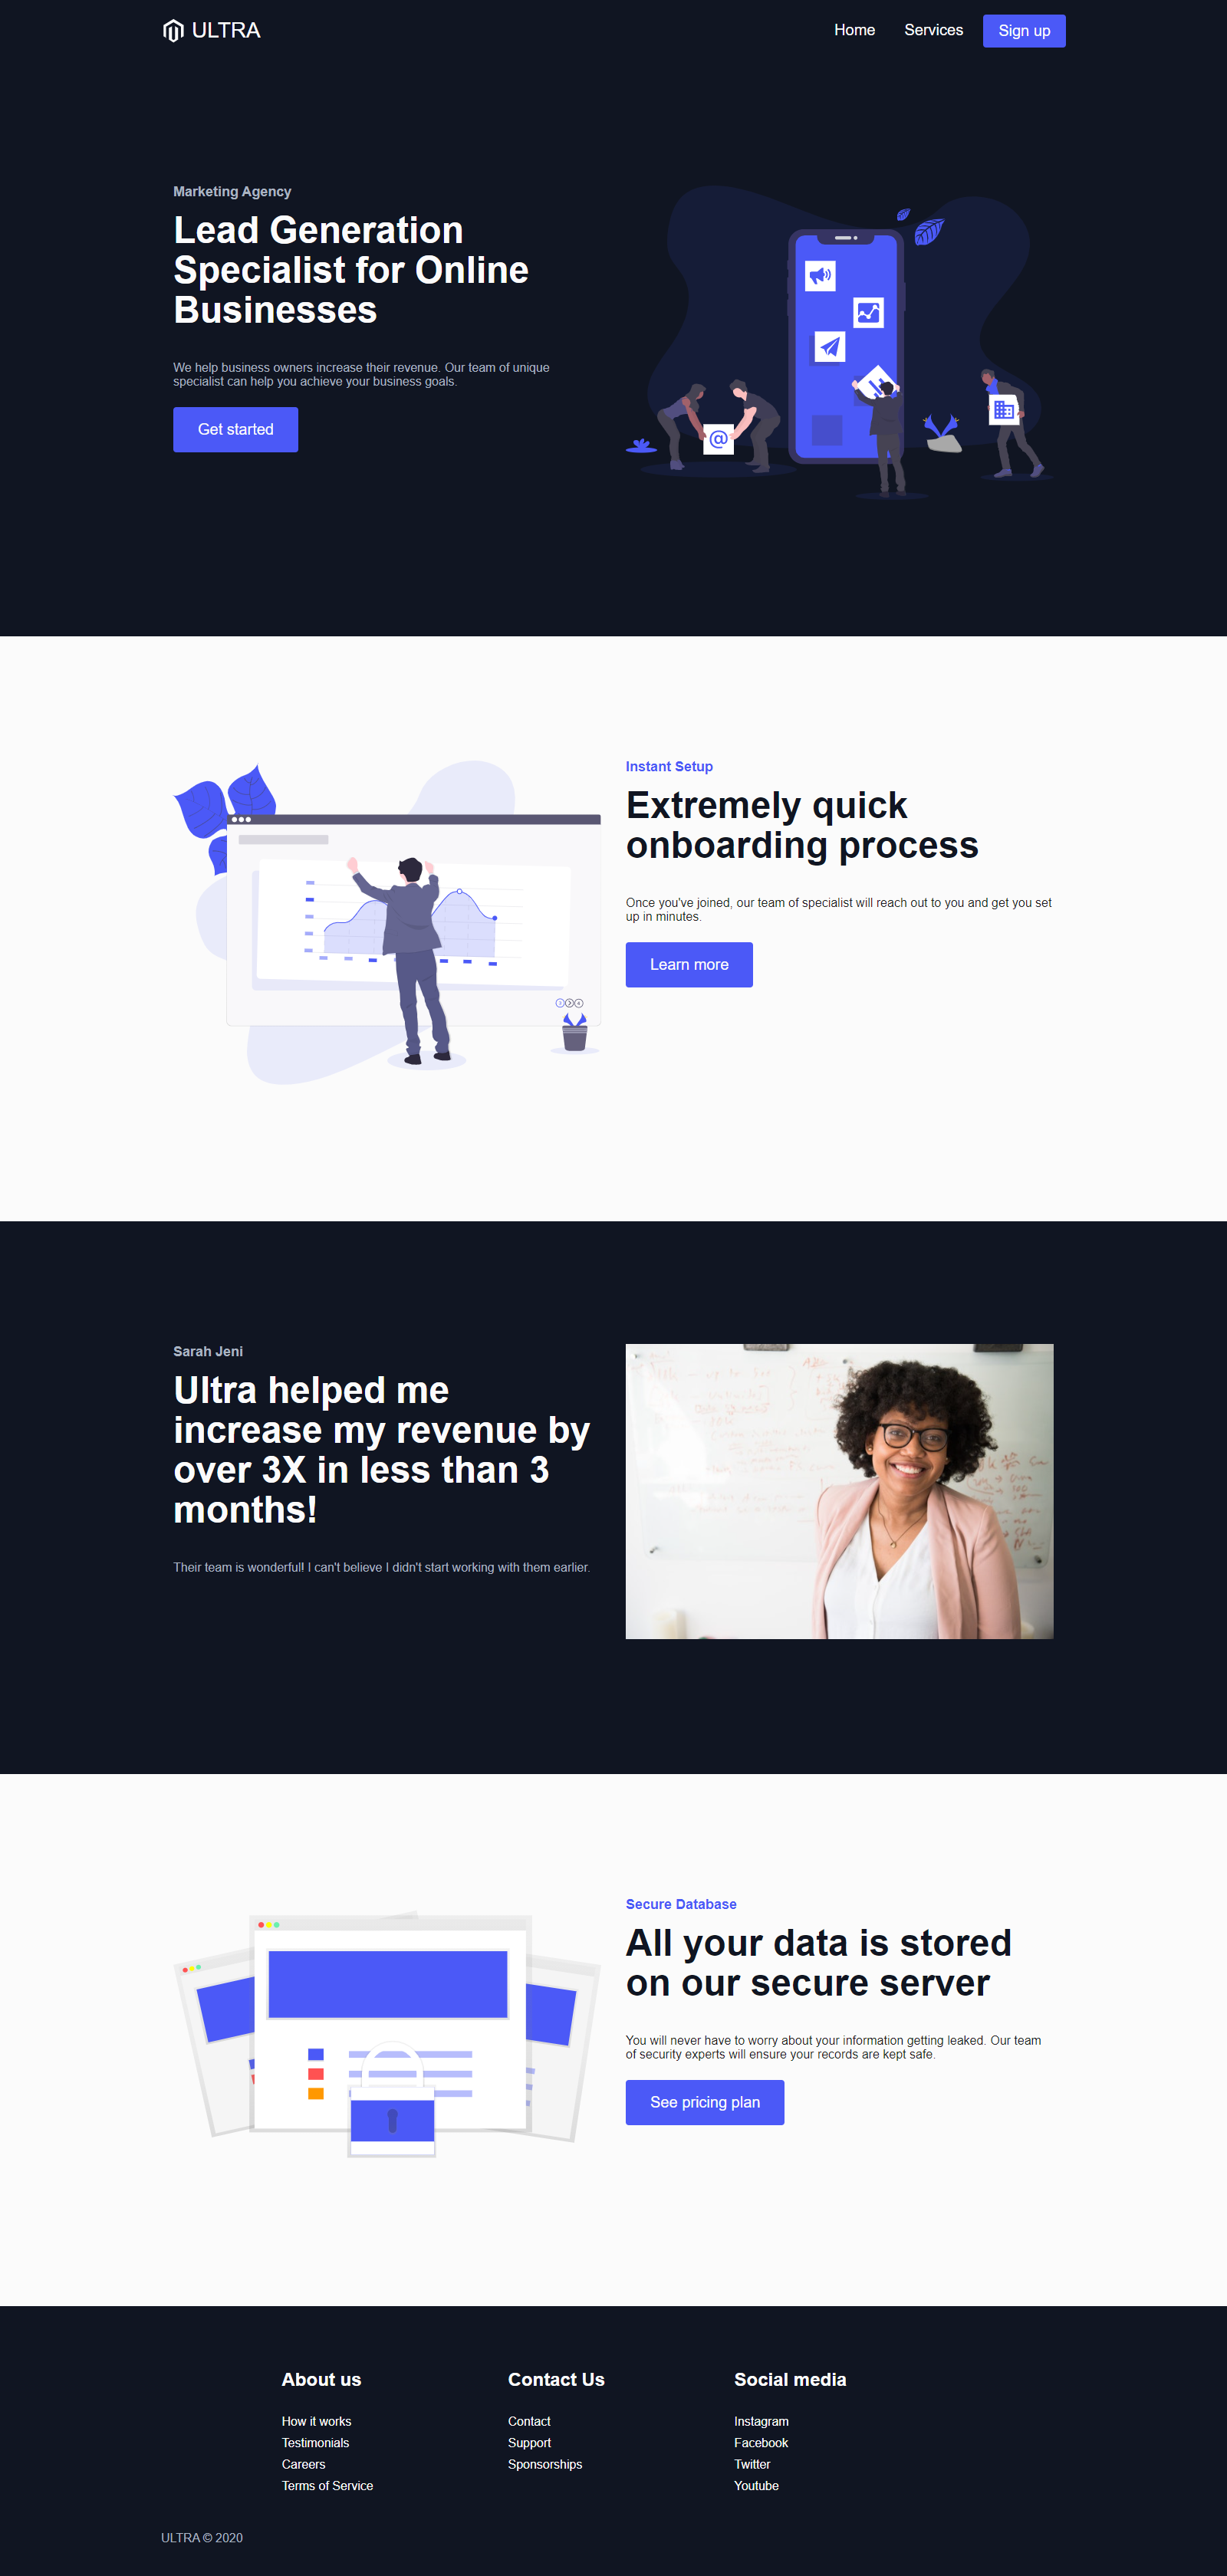 ULTRA
Home
Services
Sign up
Marketing Agency
Lead Generation
Specialist for Online
Businesses
We help business owners increase their revenue. Our team of unique
specialist can help you achieve your business goals.
Get started
@
Instant Setup
Extremely quick
onboarding process
Once you've joined, our team of specialist will reach out to you and get you set
up in minutes.
Learn more
Sarah Jeni
Ultra helped me
increase my revenue by
over 3X in less than 3
months!
Their team is wonderful! I can't believe I didn't start working with them earlier.
Secure Database
All your data is stored
on our secure server
You will never have to worry about your information getting leaked. Our team
of security experts will ensure your records are kept safe.
See pricing plan
About us
How it works
Testimonials
Careers
Terms of Service
Contact Us
Contact
Support
Sponsorships
Social media
Instagram
Facebook
Twitter
Youtube
ULTRA © 2020